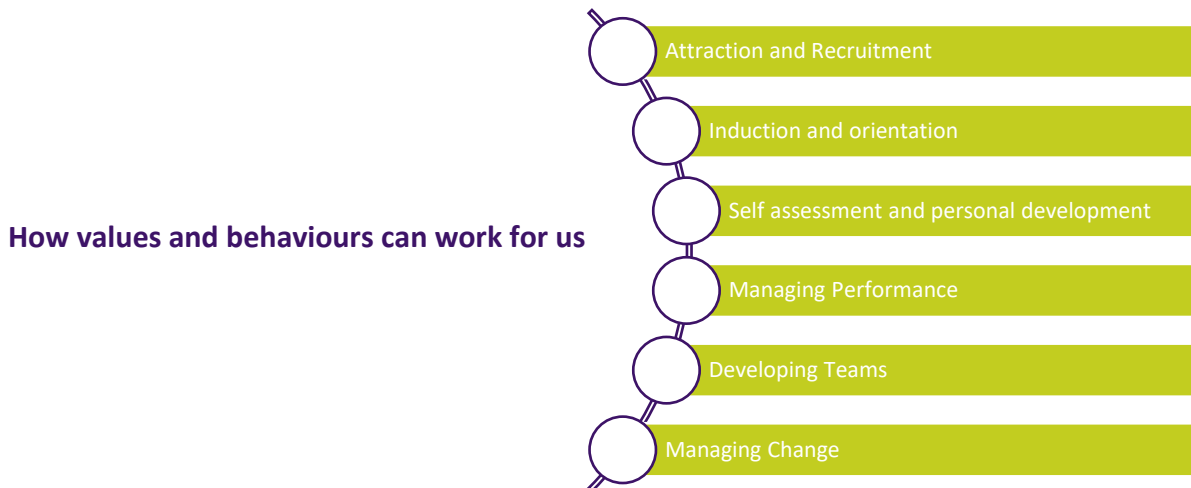 How values and behaviours can work for us
Attraction and Recruitment
Induction and orientation
Self assessment and personal development
Managing Performance
Developing Teams
Managing Change